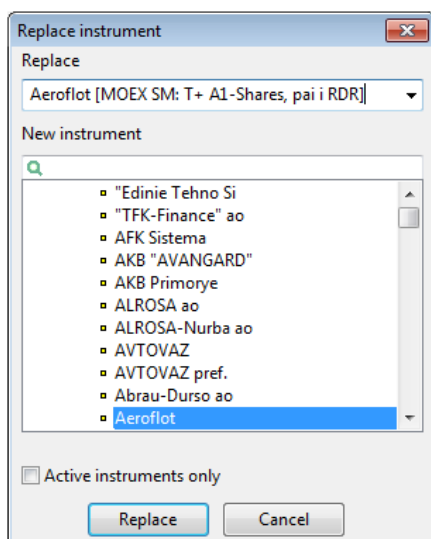 Replace instrument
Replace
Aeroflot [MOEX SM: T+ A1-Shares, pai i RDR]
New instrument
"Edinie Tehno Si
"TFK-Finance" ao
AFK Sistema
AKB "AVANGARD"
AKB Primorye
ALROSA ao
ALROSA-Nurba ao
AVTOVAZ
AVTOVAZ pref.
Abrau-Durso ao
Aeroflot
Active instruments only
Replace Cancel